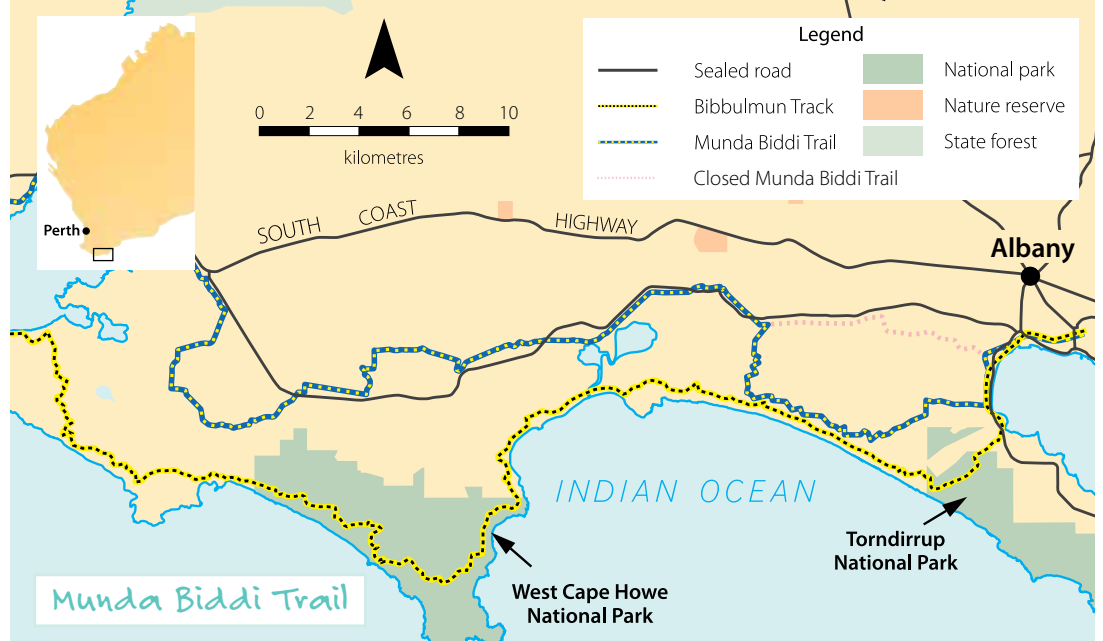 Legend
Sealed road
National park
Bibbulmun Track
Nature reserve
Munda Biddi Trail
State forest
Closed Munda Biddi Trail
0 2 4 6 8 10
kilometres
Perth
SOUTH COAST HIGHWAY
Albany
INDIAN OCEAN
Torndirrup
National Park
West Cape Howe
National Park
Munda Biddi Trail